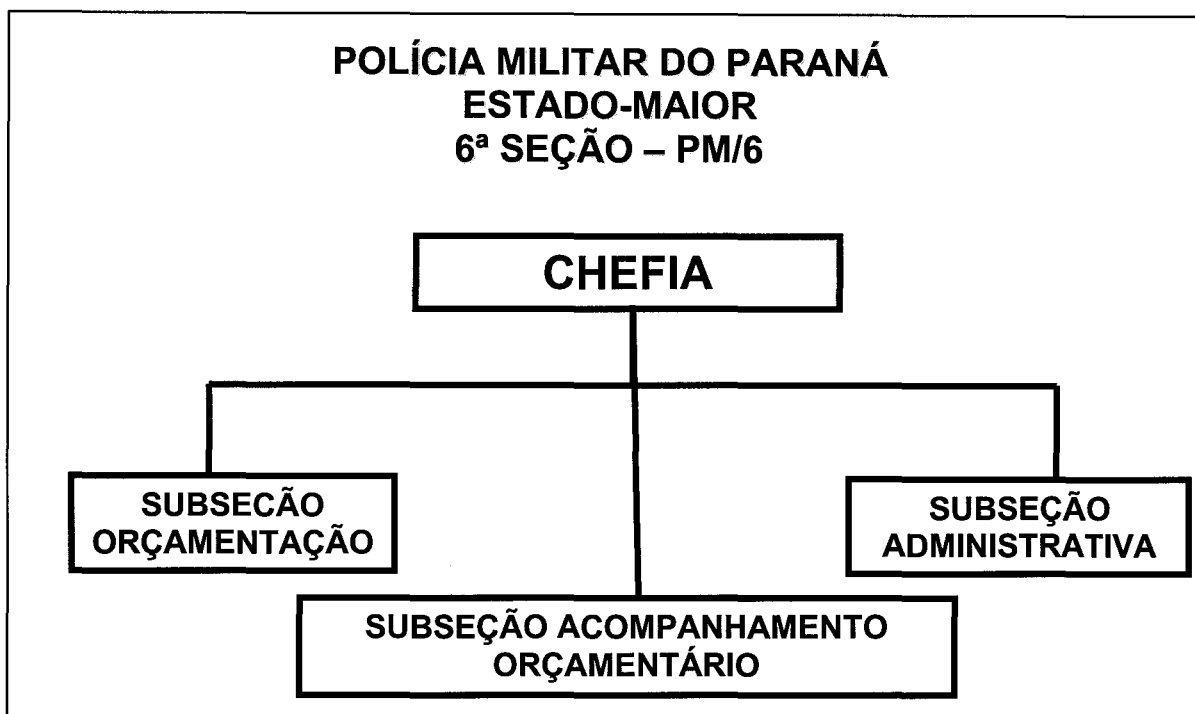 POLÍCIA MILITAR DO PARANÁ
ESTADO-MAIOR
6ª SEÇÃO – PM/6
CHEFIA
SUBSECÃO
ORÇAMENTAÇÃO
SUBSEÇÃO
ADMINISTRATIVA
SUBSEÇÃO ACOMPANHAMENTO
ORÇAMENTÁRIO